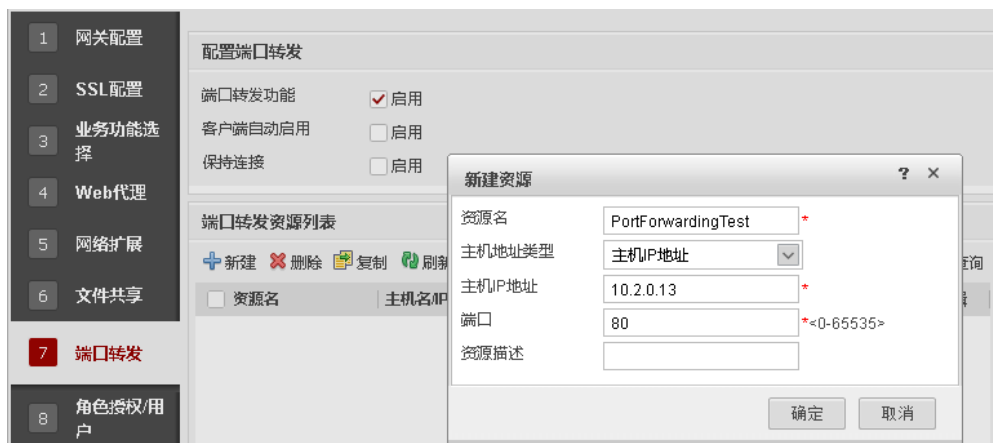 1 网关配置
2 SSL配置
3 业务功能选
择
4 Web代理
5 网络扩展
6 文件共享
7 端口转发
8 角色授权/用
户
配置端口转发
端口转发功能 启用
客户端自动启用 启用
保持连接 启用
端口转发资源列表
新建 删除 复制 刷新
资源名 主机名/IP
查询
新建资源 ? ×
资源名 PortForwardingTest *
主机地址类型 主机IP地址
主机IP地址 10.2.0.13 *
端口 80 *<0-65535>
资源描述
确定 取消